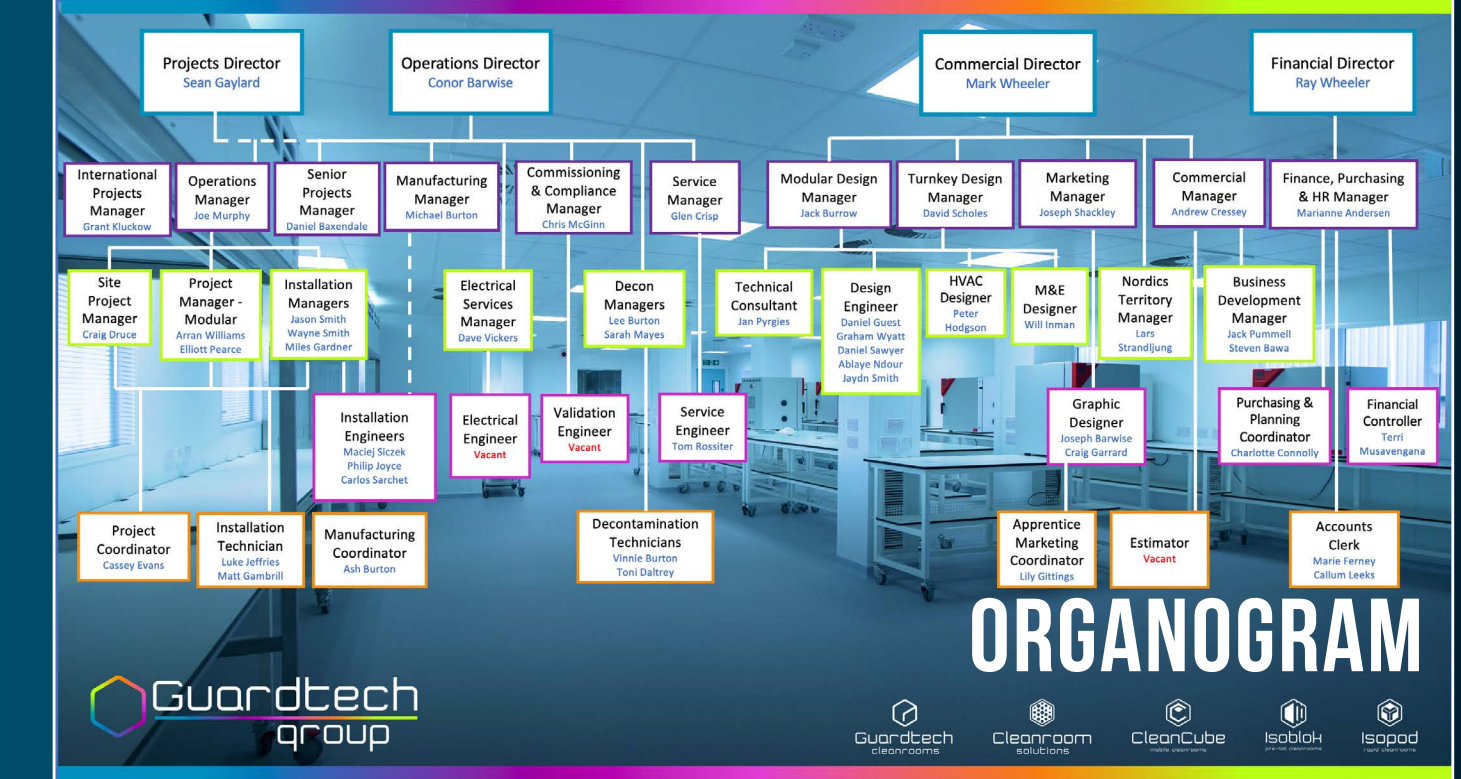 Projects Director
Sean Gaylard
Operations Director
Conor Barwise
Commercial Director
Mark Wheeler
Financial Director
Ray Wheeler
International
Projects
Manager
Grant Kluckow
Operations
Manager
Joe Murphy
Senior
Projects
Manager
Daniel Baxendale
Manufacturing
Manager
Michael Burton
Commissioning
& Compliance
Manager
Chris McGinn
Service
Manager
Glen Crisp
Modular Design
Manager
Jack Burrow
Turnkey Design
Manager
David Scholes
Marketing
Manager
Joseph Shackley
Commercial
Manager
Andrew Cressey
Finance, Purchasing
& HR Manager
Marianne Andersen
Site
Project
Manager
Craig Druce
Project
Manager -
Modular
Arran Williams
Elliott Pearce
Installation
Managers
Jason Smith
Wayne Smith
Miles Gardner
Electrical
Services
Manager
Dave Vickers
Decon
Managers
Lee Burton
Sarah Mayes
Technical
Consultant
Jan Pyrgies
Design
Engineer
Daniel Guest
Graham Wyatt
Daniel Sawyer
Ablaye Ndour
Jaydn Smith
HVAC
Designer
Peter
Hodgson
M&E
Designer
Will Inman
Nordics
Territory
Manager
Lars
Strandljung
Business
Development
Manager
Jack Pummell
Steven Bawa
Installation
Engineers
Maciej Siczek
Philip Joyce
Carlos Sarchet
Electrical
Engineer
Vacant
Validation
Engineer
Vacant
Service
Engineer
Tom Rossiter
Graphic
Designer
Joseph Barwise
Craig Garrard
Purchasing &
Planning
Coordinator
Charlotte Connolly
Financial
Controller
Terri
Musavengana
Project
Coordinator
Cassey Evans
Installation
Technician
Luke Jeffries
Matt Gambrill
Manufacturing
Coordinator
Ash Burton
Decontamination
Technicians
Vinnie Burton
Toni Daltrey
Apprentice
Marketing
Coordinator
Lily Gittings
Estimator
Vacant
Accounts
Clerk
Marie Ferney
Callum Leeks
ORGANOGRAM
Guardtech
group
Guardtech
cleanrooms
Cleanroom
solutions
CleanCube
mobile cleanrooms
Isoblok
pre-fab cleanrooms
Isopod
rapid cleanrooms